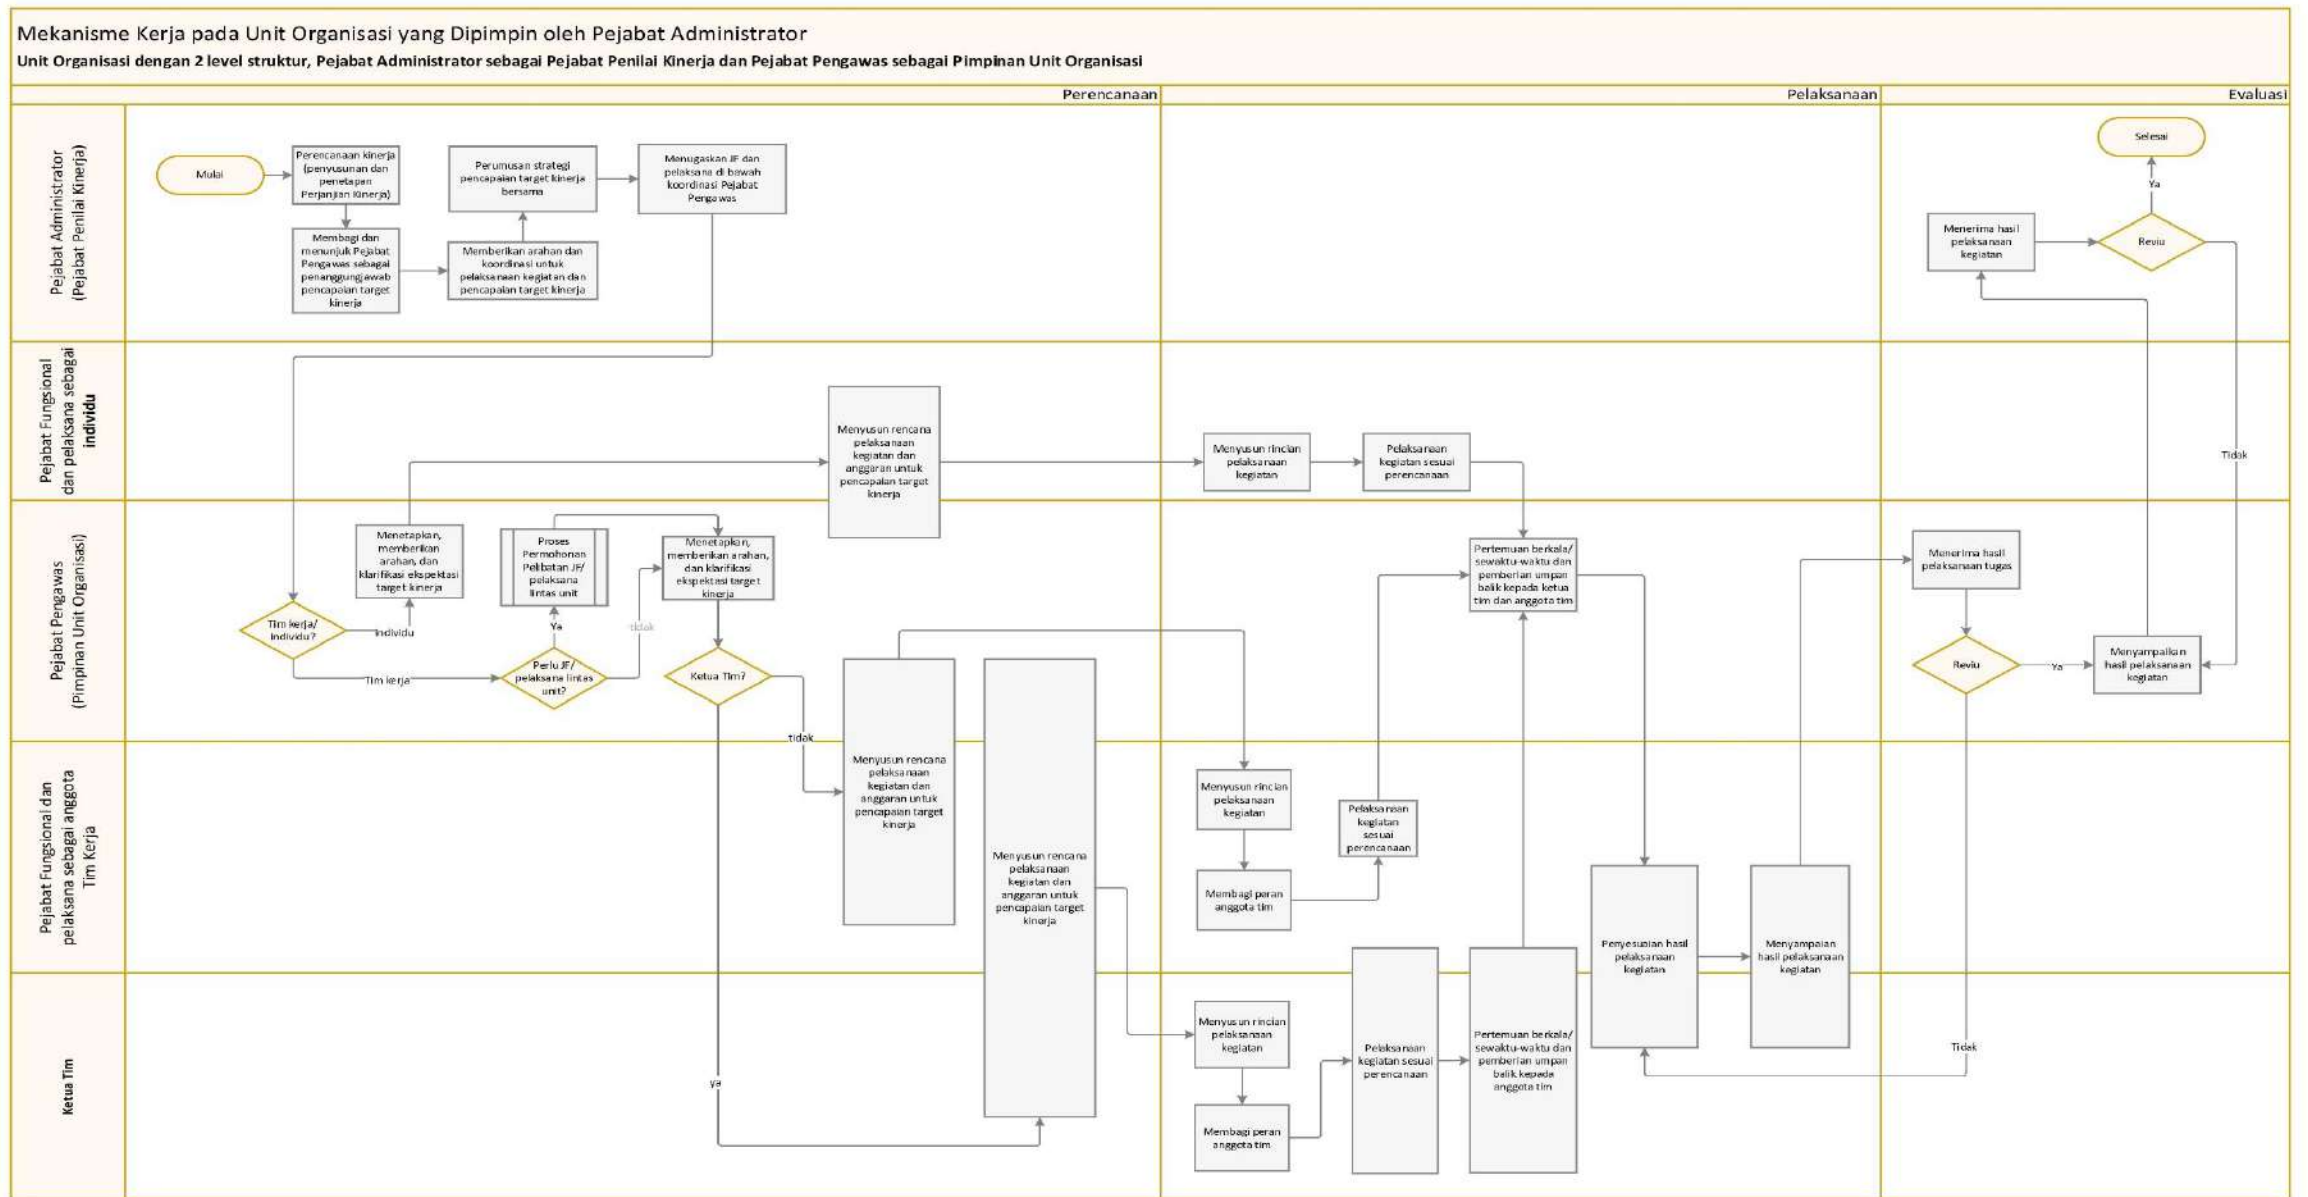 Mekanisme Kerja pada Unit Organisasi yang Dipimpin oleh Pejabat Administrator
Unit Organisasi dengan 2 level struktur, Pejabat Administrator sebagai Pejabat Penilai Kinerja dan Pejabat Pengawas sebagai Pimpinan Unit Organisasi
Perencanaan
Pelaksanaan
Evaluasi
Pejabat Administrator
(Pejabat Penilai Kinerja)
Mulai
Perencanaan kinerja
(penyusunan dan
penetapan
Perjanjian Kinerja)
Membagi dan
menunjuk Pejabat
Pengawas sebagai
penanggungjawab
pencapaian target
kinerja
Memberikan arahan dan
koordinasi untuk
pelaksanaan kegiatan dan
pencapaian target kinerja
Perumusan strategi
pencapaian target kinerja
bersama
Menugaskan JF dan
pelaksana di bawah
koordinasi Pejabat
Pengawas
Menerima hasil
pelaksanaan
kegiatan
Reviu
Ya
Selesai
Tidak
Pejabat Fungsional
dan pelaksana sebagai
individu
Menyusun rencana
pelaksanaan
kegiatan dan
anggaran untuk
pencapaian target
kinerja
Menyusun rincian
pelaksanaan
kegiatan
Pelaksanaan
kegiatan sesuai
perencanaan
Pejabat Pengawas
(Pimpinan Unit Organisasi)
Tim kerja/
individu?
individu
Tim kerja
Menetapkan,
memberikan
arahan, dan
klarifikasi ekspektasi
target kinerja
Proses
Permohonan
Pelibatan JF/
pelaksana
lintas unit
Ya
Perlu JF/
pelaksana lintas
unit?
tidak
Menetapkan,
memberikan arahan,
dan klarifikasi
ekspektasi target
kinerja
Ketua Tim?
tidak
ya
Pertemuan berkala/
sewaktu-waktu dan
pemberian umpan
balik kepada ketua
tim dan anggota tim
Menerima hasil
pelaksanaan tugas
Reviu
Ya
Menyampaikan
hasil pelaksanaan
kegiatan
Tidak
Pejabat Fungsional dan
pelaksana sebagai anggota
Tim Kerja
Menyusun rencana
pelaksanaan
kegiatan dan
anggaran untuk
pencapaian target
kinerja
Menyusun rencana
pelaksanaan
kegiatan dan
anggaran untuk
pencapaian target
kinerja
Menyusun rincian
pelaksanaan
kegiatan
Membagi peran
anggota tim
Pelaksanaan
kegiatan
sesuai
perencanaan
Penyesuaian hasil
pelaksanaan
kegiatan
Menyampaian
hasil pelaksanaan
kegiatan
Ketua Tim
Menyusun rincian
pelaksanaan
kegiatan
Membagi peran
anggota tim
Pelaksanaan
kegiatan sesuai
perencanaan
Pertemuan berkala/
sewaktu-waktu dan
pemberian umpan
balik kepada
anggota tim